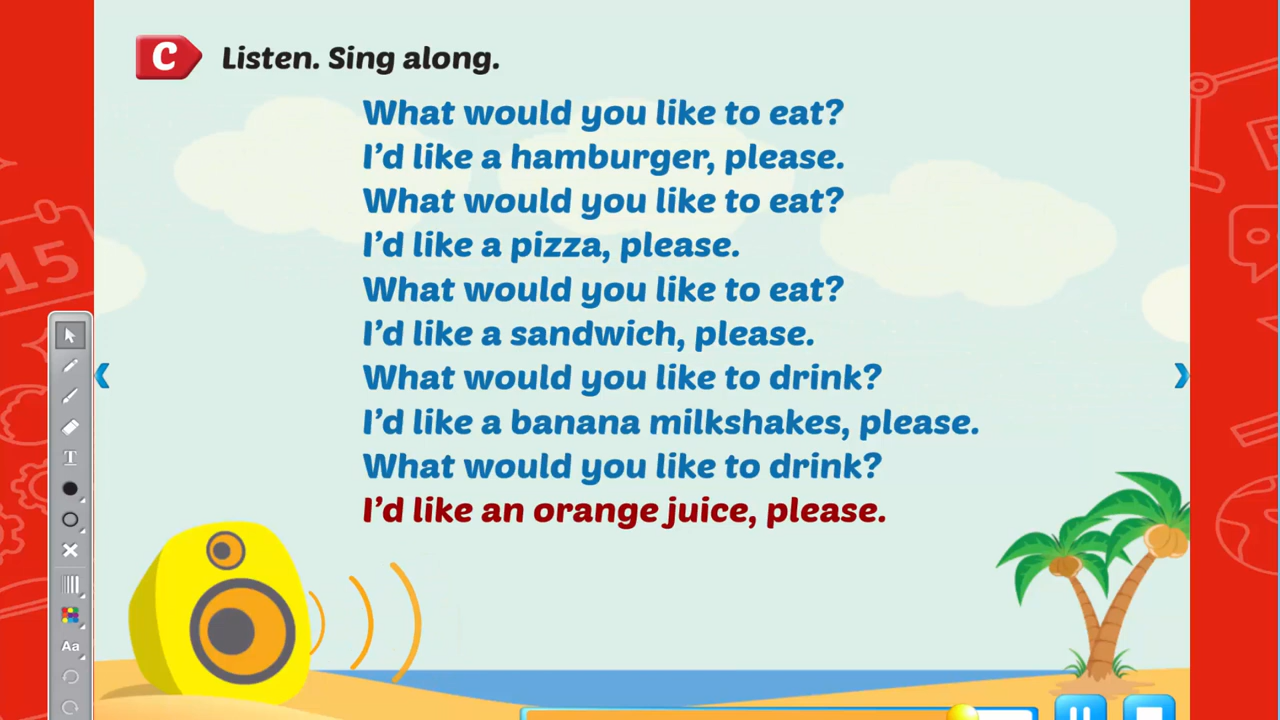 C Listen. Sing along.
What would you like to eat?
I'd like a hamburger, please.
What would you like to eat?
I'd like a pizza, please.
What would you like to eat?
I'd like a sandwich, please.
What would you like to drink?
I'd like a banana milkshakes, please.
What would you like to drink?
I'd like an orange juice, please.
15
T
Aa